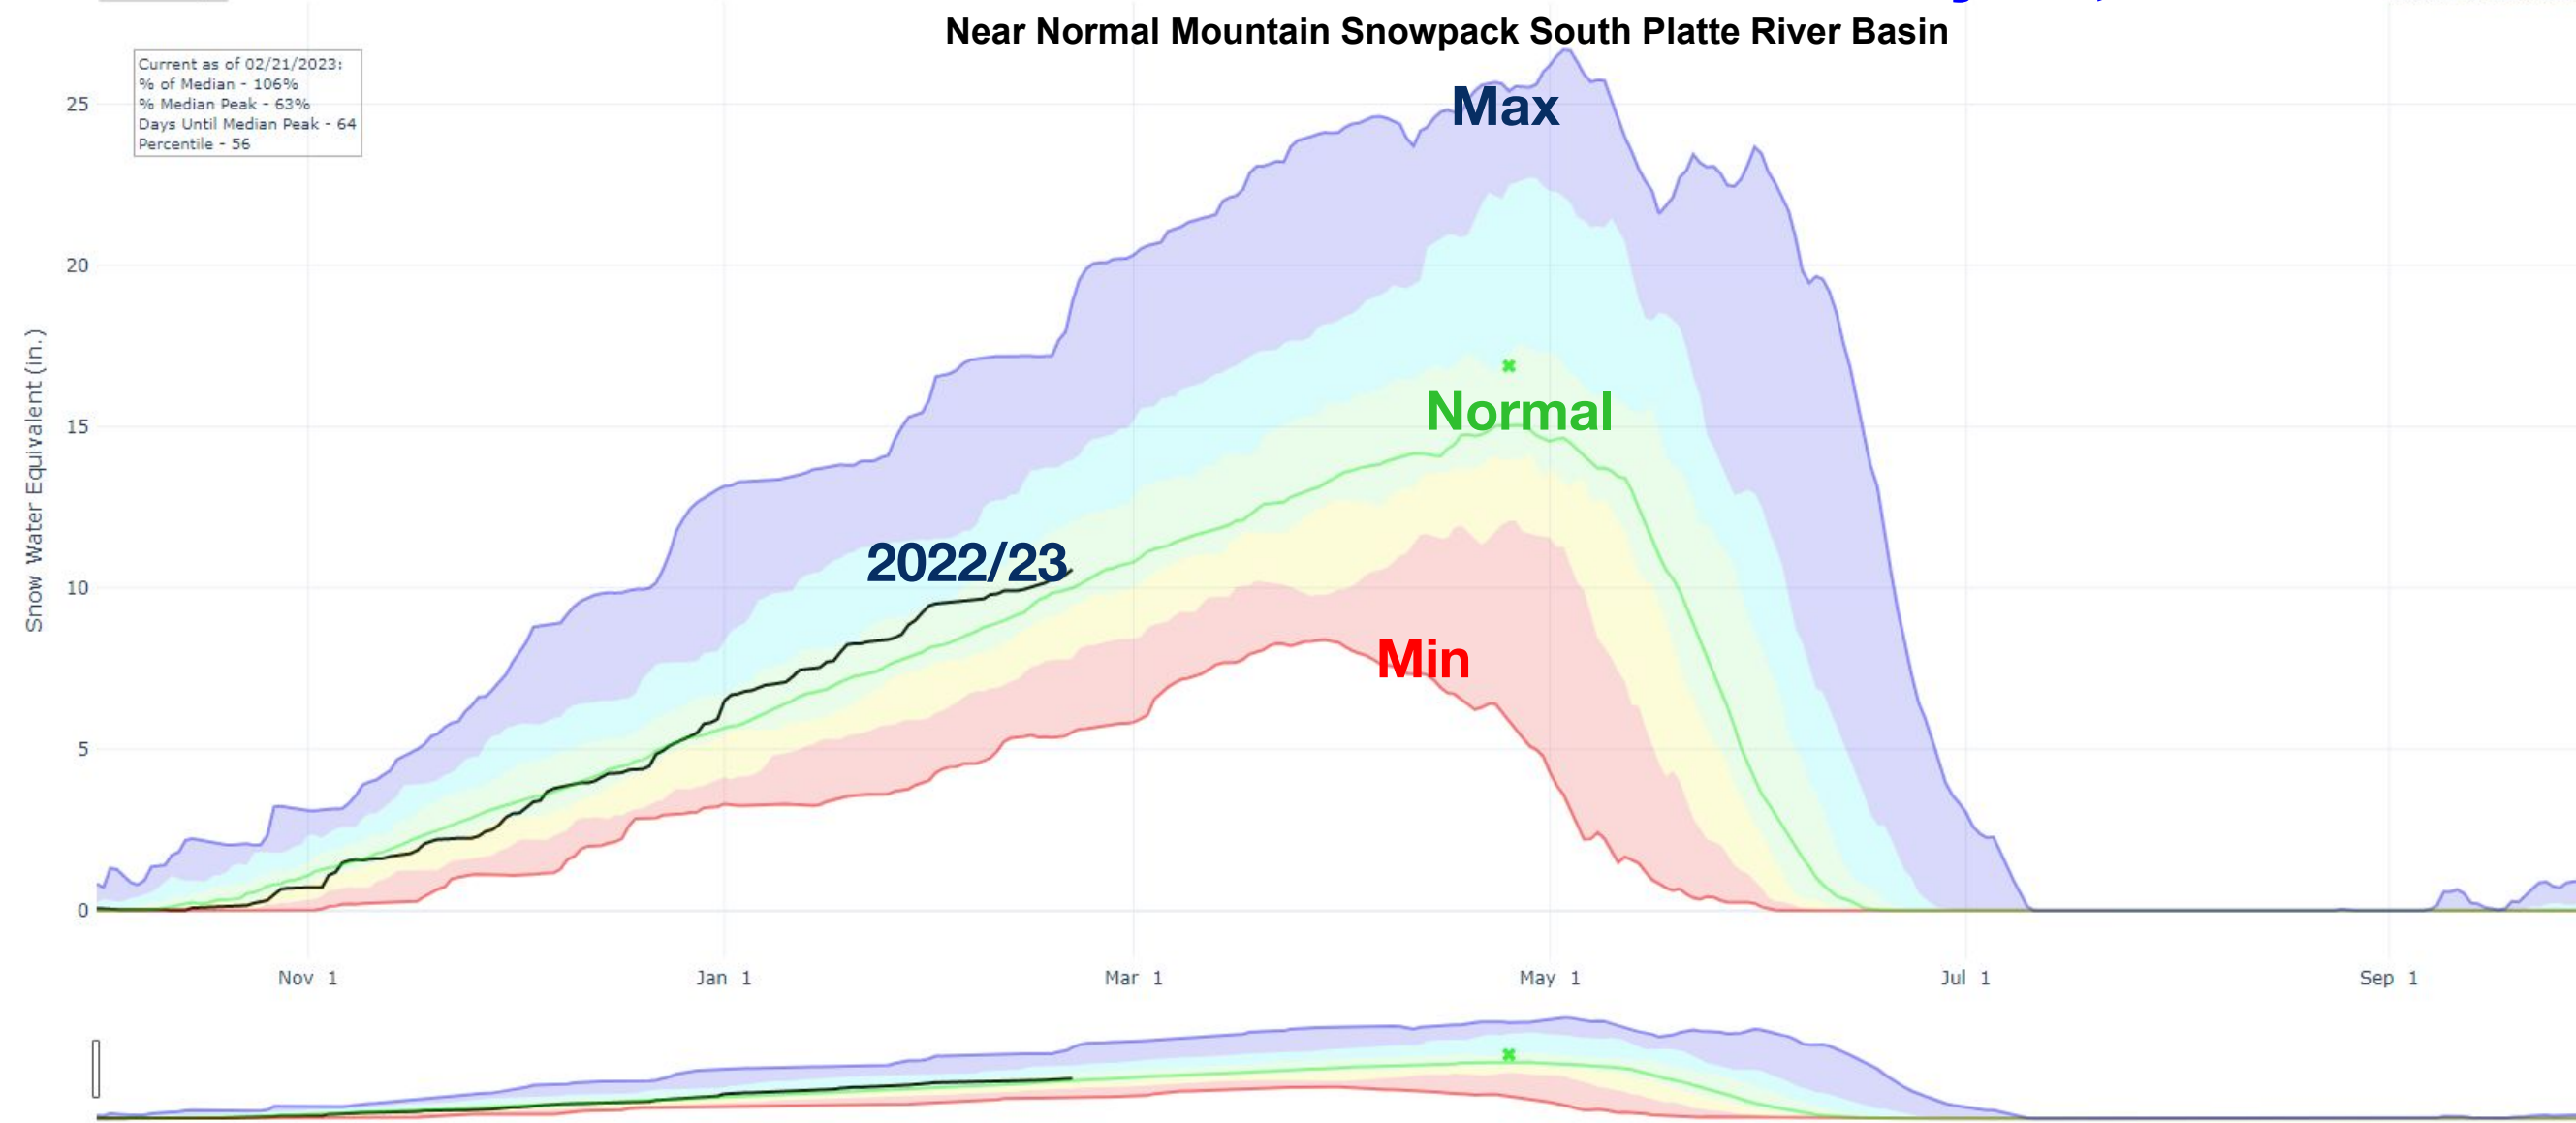 Near Normal Mountain Snowpack South Platte River Basin
Current as of 02/21/2023:
% of Median - 106%
% Median Peak - 63%
Days Until Median Peak - 64
Percentile - 56
Snow Water Equivalent (in.)
25
20
15
10
5
0
Max
Normal
2022/23
Min
Nov 1
Jan 1
Mar 1
May 1
Jul 1
Sep 1